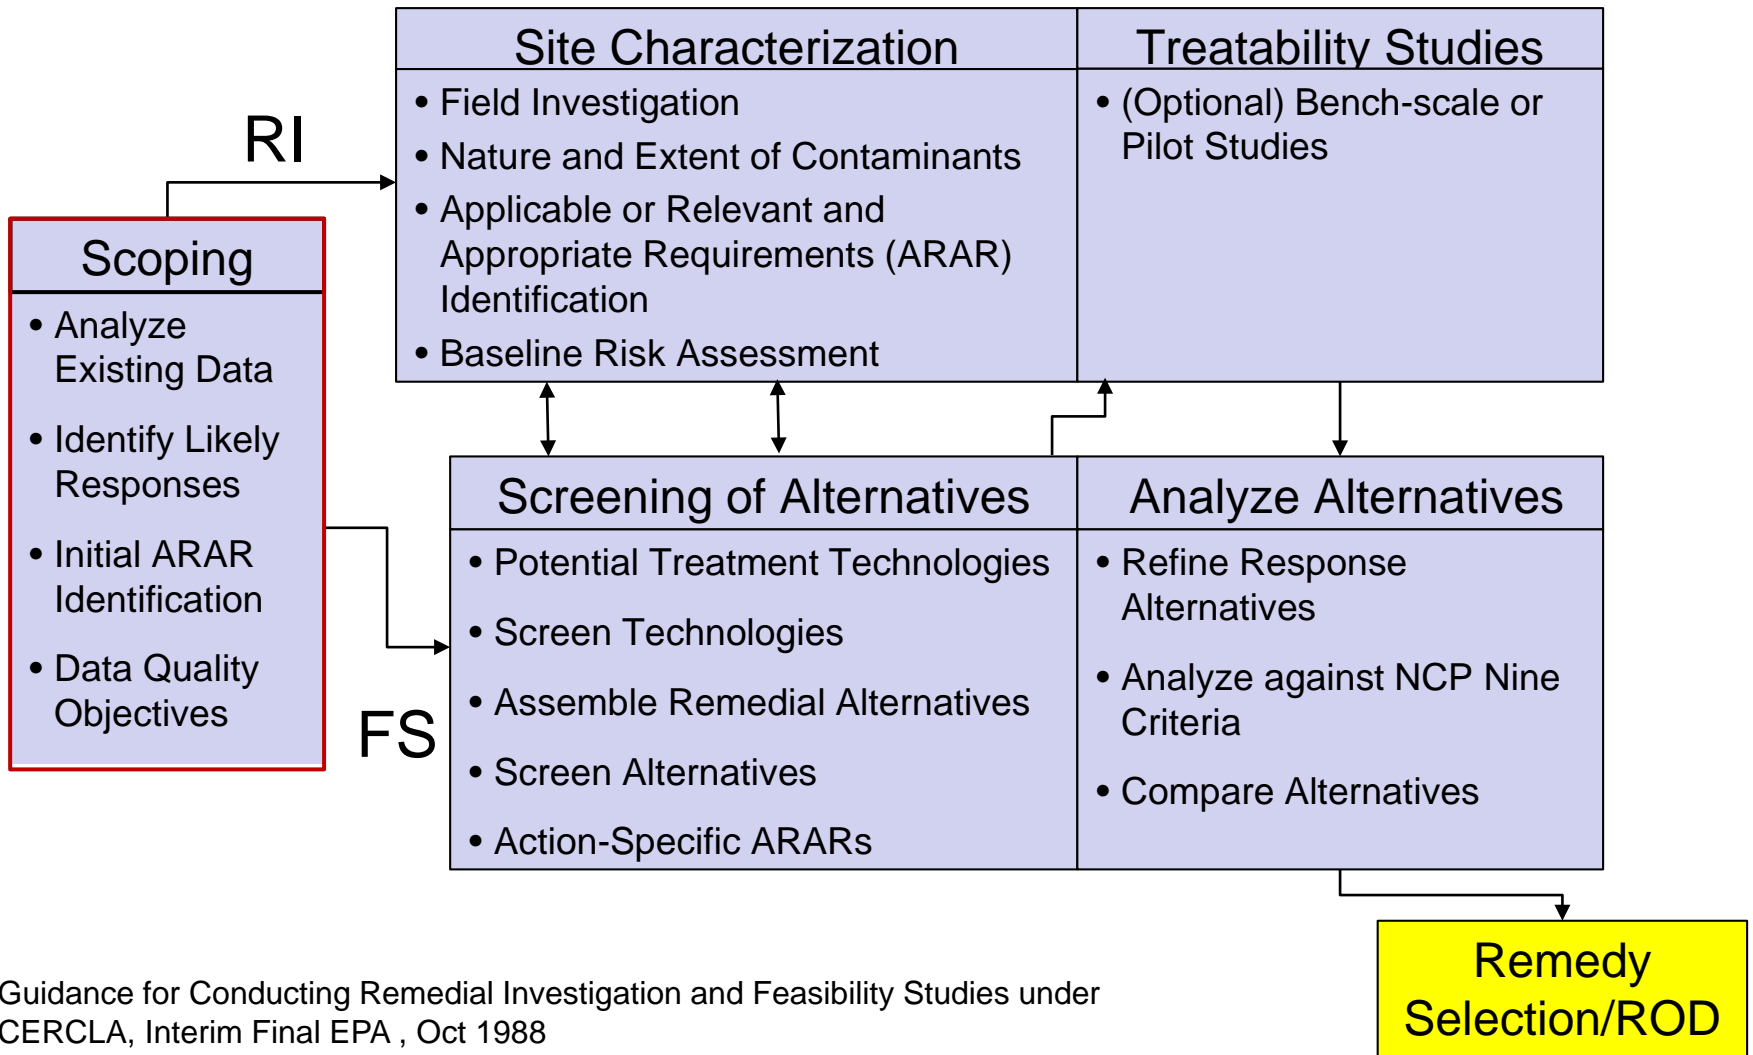 Site Characterization
• Field Investigation
• Nature and Extent of Contaminants
• Applicable or Relevant and
Appropriate Requirements (ARAR)
Identification
• Baseline Risk Assessment
Treatability Studies
• (Optional) Bench-scale or
Pilot Studies
RI
Scoping
• Analyze
Existing Data
• Identify Likely
Responses
• Initial ARAR
Identification
• Data Quality
Objectives
FS
Screening of Alternatives
• Potential Treatment Technologies
• Screen Technologies
• Assemble Remedial Alternatives
• Screen Alternatives
• Action-Specific ARARs
Analyze Alternatives
• Refine Response
Alternatives
• Analyze against NCP Nine
Criteria
• Compare Alternatives
Remedy
Selection/ROD
Guidance for Conducting Remedial Investigation and Feasibility Studies under
CERCLA, Interim Final EPA , Oct 1988